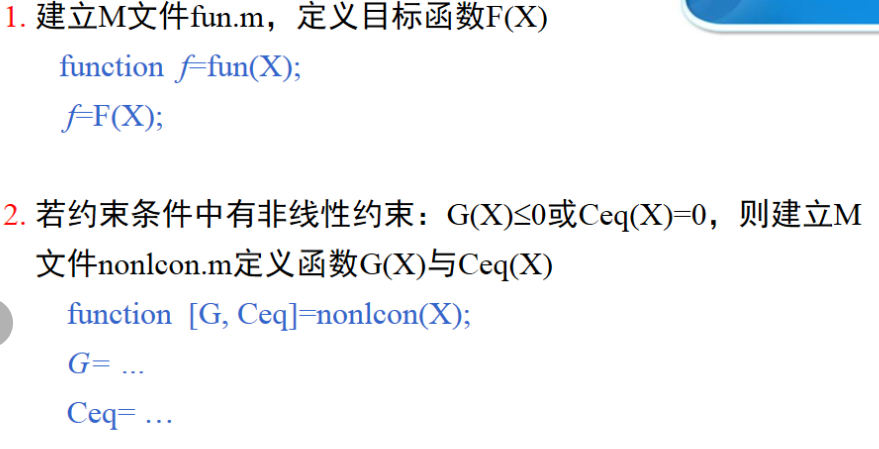 1. 建立M文件fun.m，定义目标函数F(X)
function f=fun(X);
f=F(X);
2. 若约束条件中有非线性约束：G(X)≤0或Ceq(X)=0，则建立M
文件nonlcon.m定义函数G(X)与Ceq(X)
function [G, Ceq]=nonlcon(X);
G= ...
Ceq= ...